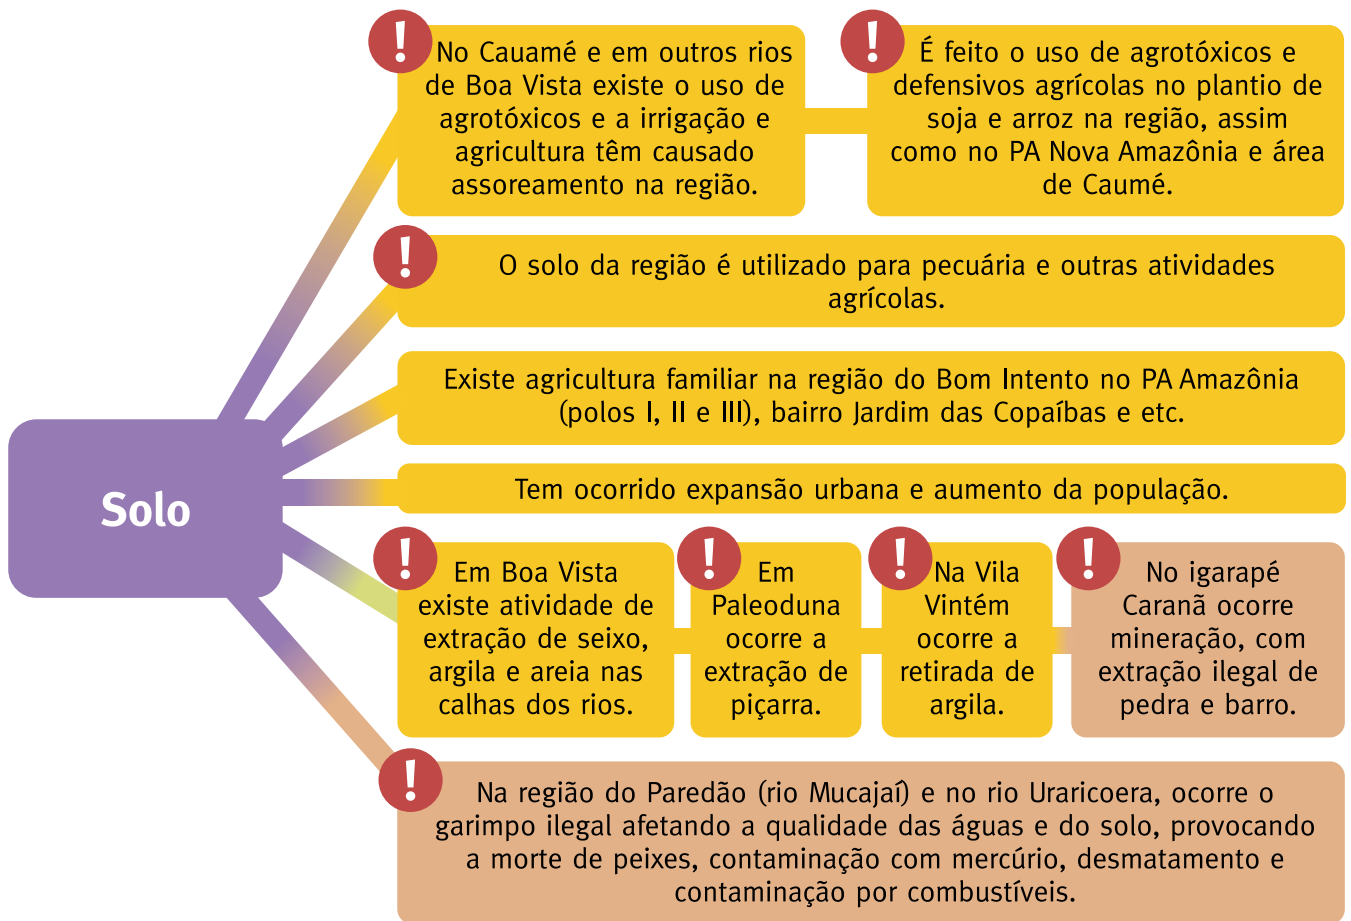 !
No Cauamé e em outros rios
de Boa Vista existe o uso de
agrotóxicos e a irrigação e
agricultura têm causado
assoreamento na região.
!
É feito o uso de agrotóxicos e
defensivos agrícolas no plantio de
soja e arroz na região, assim
como no PA Nova Amazônia e área
de Caumé.
!
O solo da região é utilizado para pecuária e outras atividades
agrícolas.
Existe agricultura familiar na região do Bom Intento no PA Amazônia
(polos I, II e III), bairro Jardim das Copaíbas e etc.
Solo
Tem ocorrido expansão urbana e aumento da população.
!
Em Boa Vista
existe atividade de
extração de seixo,
argila e areia nas
calhas dos rios.
!
Em
Paleoduna
ocorre a
extração de
piçarra.
!
Na Vila
Vintém
ocorre a
retirada de
argila.
!
No igarapé
Caranã ocorre
mineração, com
extração ilegal de
pedra e barro.
!
Na região do Paredão (rio Mucajaí) e no rio Uraricoera, ocorre o
garimpo ilegal afetando a qualidade das águas e do solo, provocando
a morte de peixes, contaminação com mercúrio, desmatamento e
contaminação por combustíveis.